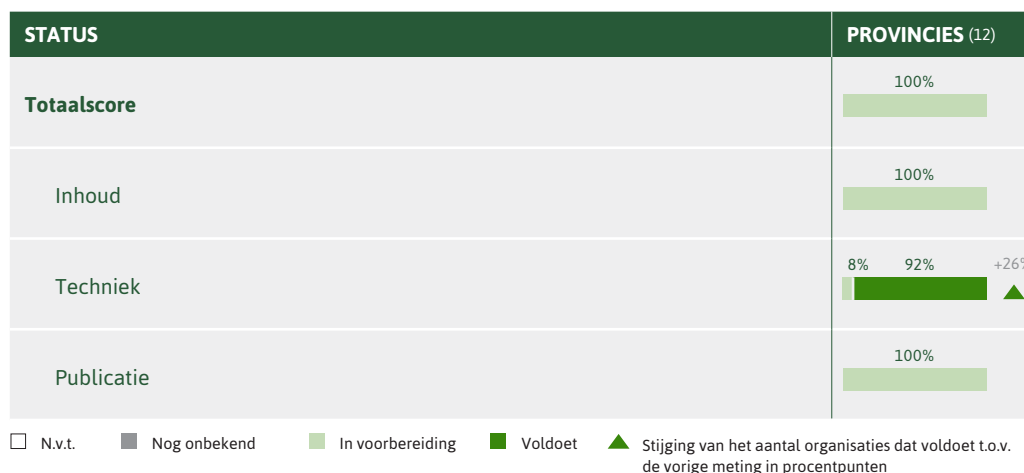 STATUS PROVINCIES (12)
100%
Totaalscore
100%
Inhoud
8% 92% +26%
Techniek
100%
Publicatie
N.v.t. Nog onbekend In voorbereiding Voldoet Stijging van het aantal organisaties dat voldoet t.o.v.
de vorige meting in procentpunten